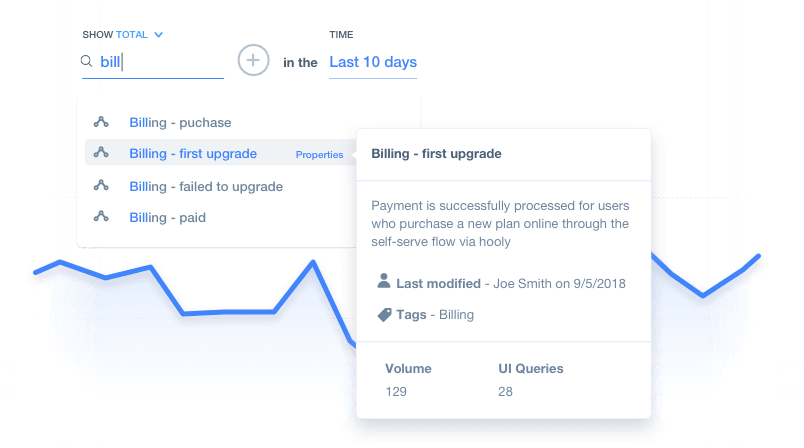 SHOW TOTAL
TIME
bill
in the
Last 10 days
Billing - puchase
Billing - first upgrade
Properties
Billing - failed to upgrade
Billing - paid
Billing - first upgrade
Payment is successfully processed for users
who purchase a new plan online through the
self-serve flow via hooly
Last modified - Joe Smith on 9/5/2018
Tags - Billing
Volume
UI Queries
129
28